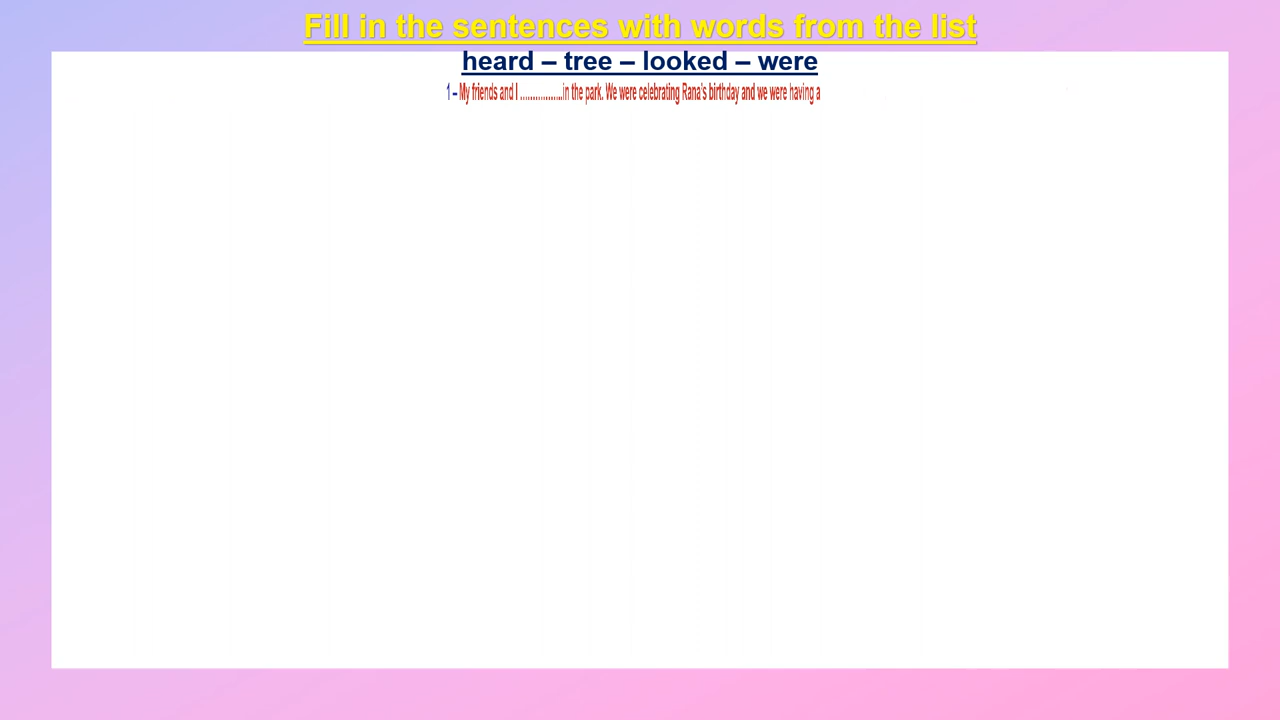 Fill in the sentences with words from the list
heard – tree – looked – were
1 – My friends and I ................in the park. We were celebrating Rana's birthday and we were having a